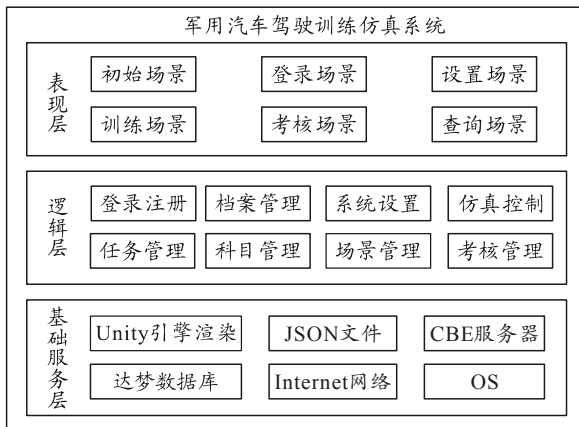 军用汽车驾驶训练仿真系统
表现层
初始场景 登录场景 设置场景
训练场景 考核场景 查询场景
逻辑层
登录注册 档案管理 系统设置 仿真控制
任务管理 科目管理 场景管理 考核管理
基础服务层
Unity引擎渲染 JSON文件 CBE服务器
达梦数据库 Internet网络 OS